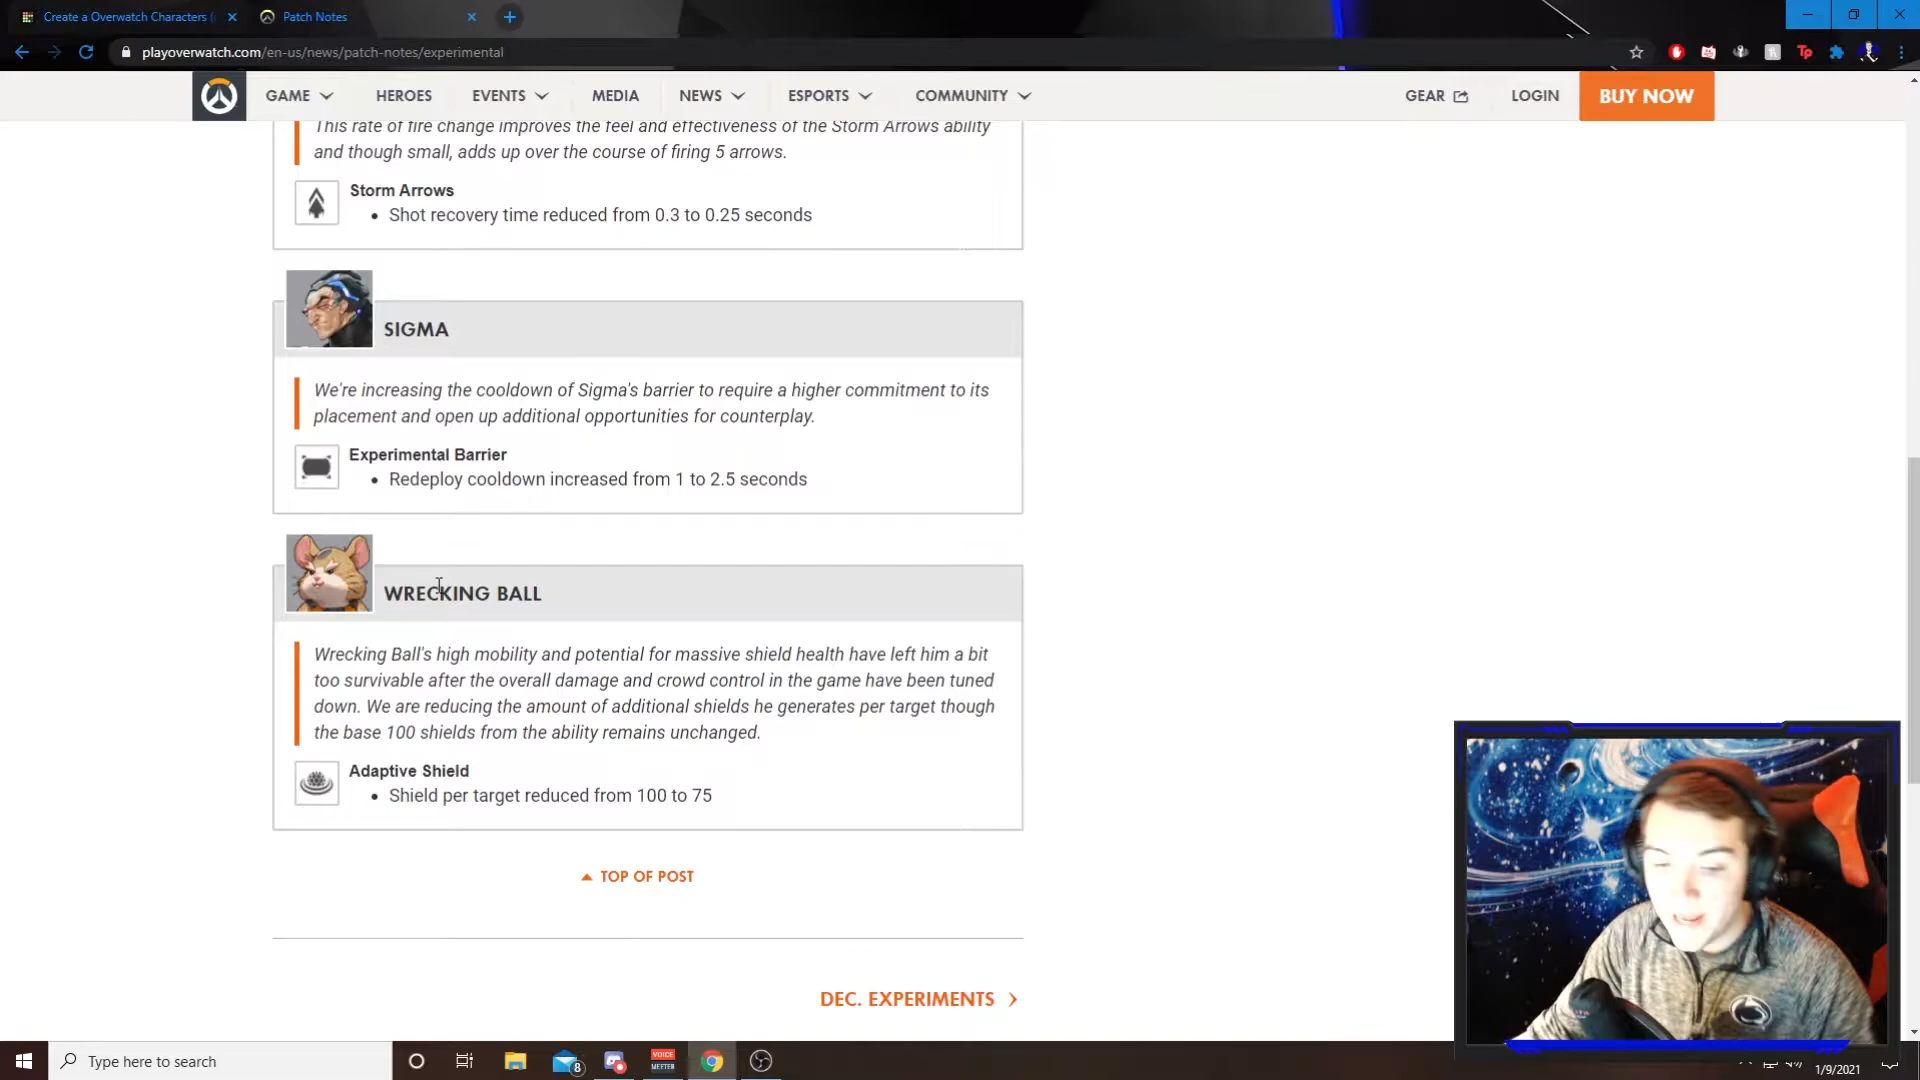 Create a Overwatch Characters (
Patch Notes
playoverwatch.com/en-us/news/patch-notes/experimental
GAME HEROES EVENTS MEDIA NEWS ESPORTS COMMUNITY GEAR LOGIN BUY NOW
This rate of fire change improves the feel and effectiveness of the Storm Arrows ability
and though small, adds up over the course of firing 5 arrows.
Storm Arrows
• Shot recovery time reduced from 0.3 to 0.25 seconds
SIGMA
We're increasing the cooldown of Sigma's barrier to require a higher commitment to its
placement and open up additional opportunities for counterplay.
Experimental Barrier
• Redeploy cooldown increased from 1 to 2.5 seconds
WRECKING BALL
Wrecking Ball's high mobility and potential for massive shield health have left him a bit
too survivable after the overall damage and crowd control in the game have been tuned
down. We are reducing the amount of additional shields he generates per target though
the base 100 shields from the ability remains unchanged.
Adaptive Shield
• Shield per target reduced from 100 to 75
TOP OF POST
DEC. EXPERIMENTS
Type here to search
8
VOICE
MEETER
1/9/2021